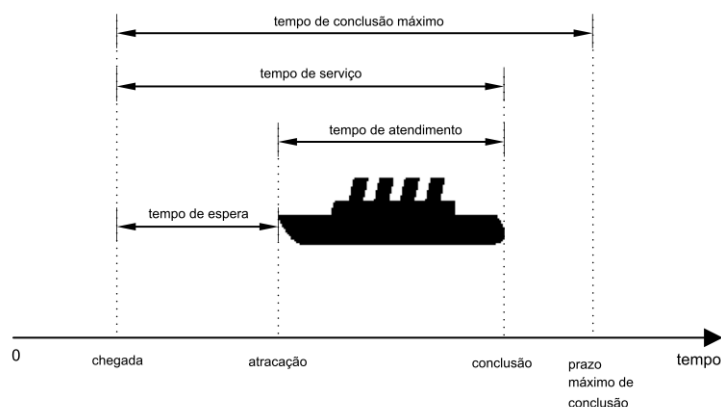 tempo de conclusão máximo
tempo de serviço
tempo de atendimento
tempo de espera
0
chegada
atracação
conclusão
prazo
máximo de
conclusão
tempo